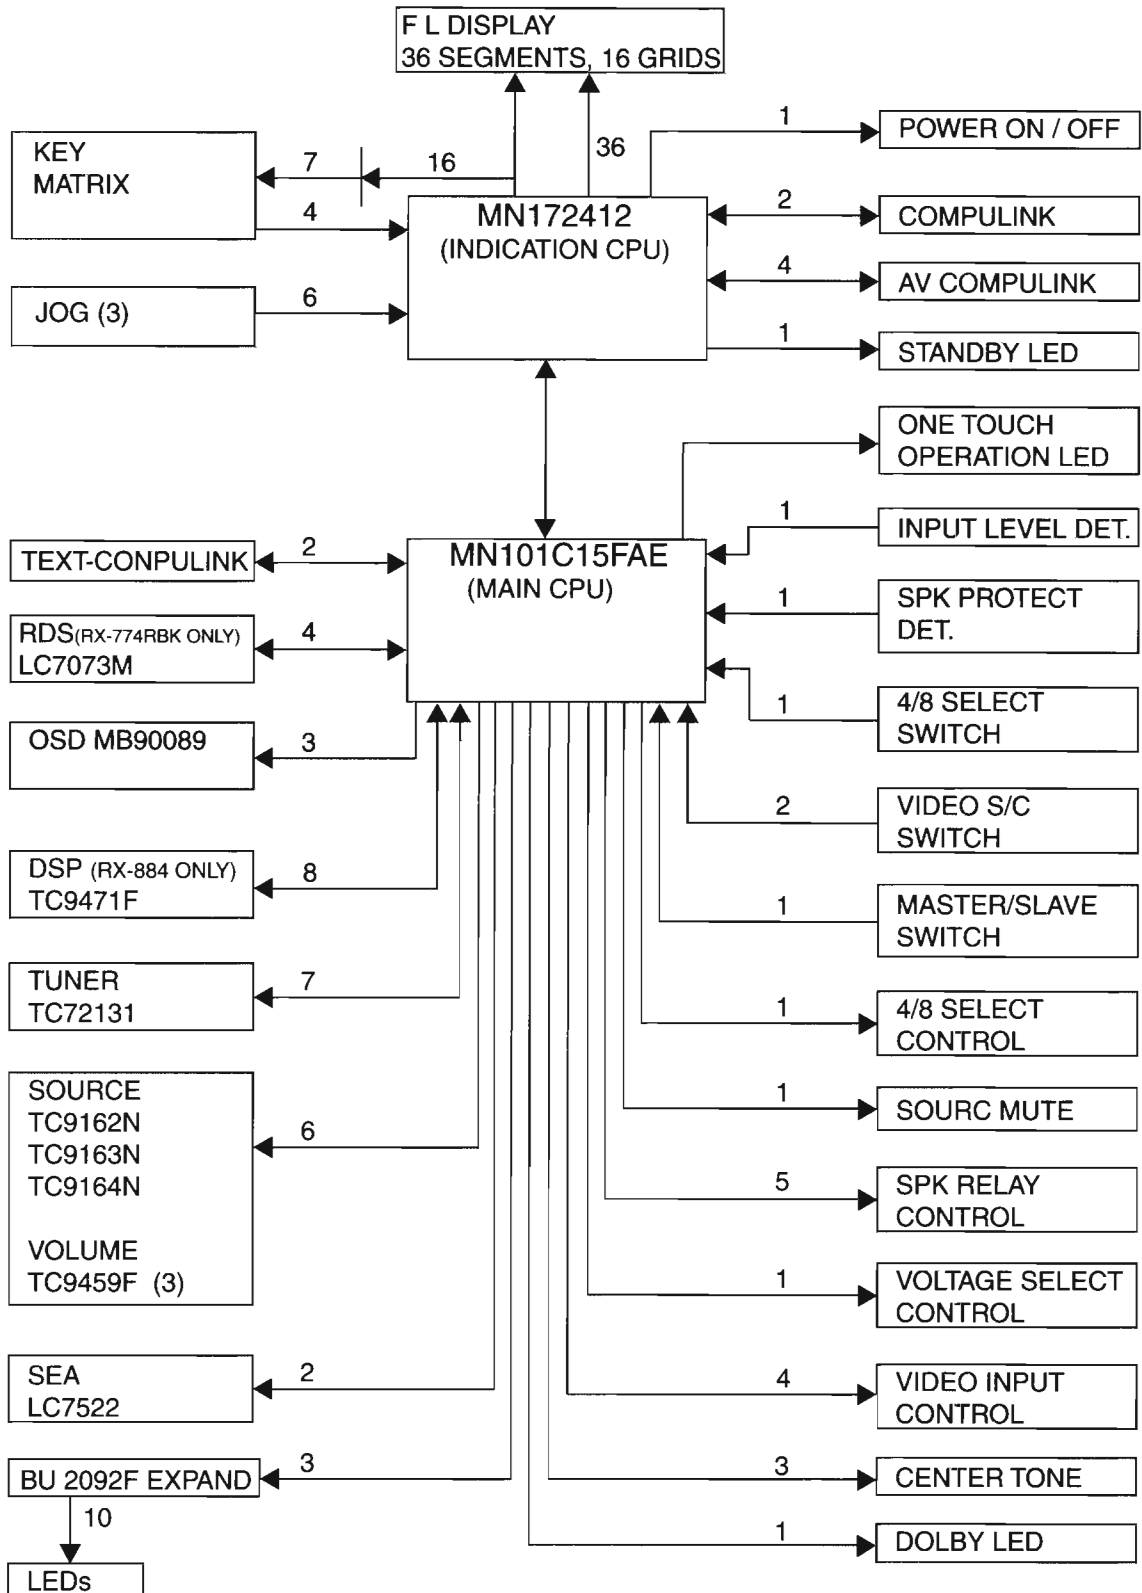 F L DISPLAY
36 SEGMENTS, 16 GRIDS
1
POWER ON / OFF
36
KEY
MATRIX
7
16
4
MN172412
(INDICATION CPU)
2
COMPULINK
4
AV COMPULINK
JOG (3)
6
1
STANDBY LED
ONE TOUCH
OPERATION LED
1
INPUT LEVEL DET.
TEXT-CONPULINK
2
MN101C15FAE
(MAIN CPU)
1
SPK PROTECT
DET.
RDS(RX-774RBK ONLY)
LC7073M
4
1
4/8 SELECT
SWITCH
OSD MB90089
3
2
VIDEO S/C
SWITCH
DSP (RX-884 ONLY)
TC9471F
8
1
MASTER/SLAVE
SWITCH
TUNER
TC72131
7
1
4/8 SELECT
CONTROL
SOURCE
TC9162N
TC9163N
TC9164N
VOLUME
TC9459F (3)
6
1
SOURC MUTE
5
SPK RELAY
CONTROL
1
VOLTAGE SELECT
CONTROL
SEA
LC7522
2
4
VIDEO INPUT
CONTROL
BU 2092F EXPAND
3
3
CENTER TONE
10
1
DOLBY LED
LEDs